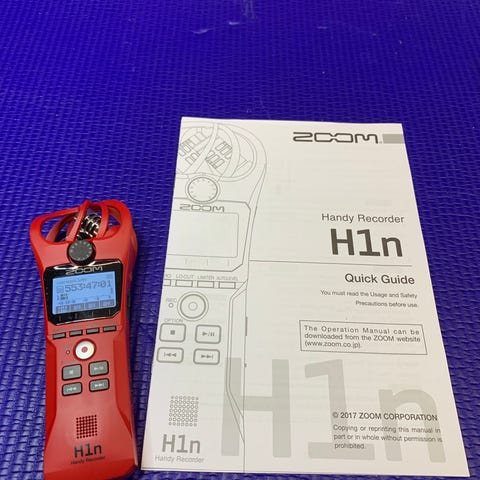 ZOOM
ZOOM
Handy Recorder
H1n
Quick Guide
You must read the Usage and Safety
Precautions before use.
The Operation Manual can be
downloaded from the ZOOM website
(www.zoom.co.jp).
LO CUT LIMITER AUTO LEVEL
REC
OPTION
H1n
© 2017 ZOOM CORPORATION
Copying or reprinting this manual in
part or in whole without permission is
prohibited.
H1n
Handy Recorder
ZOOM
553:47:01
H1n
Handy Recorder